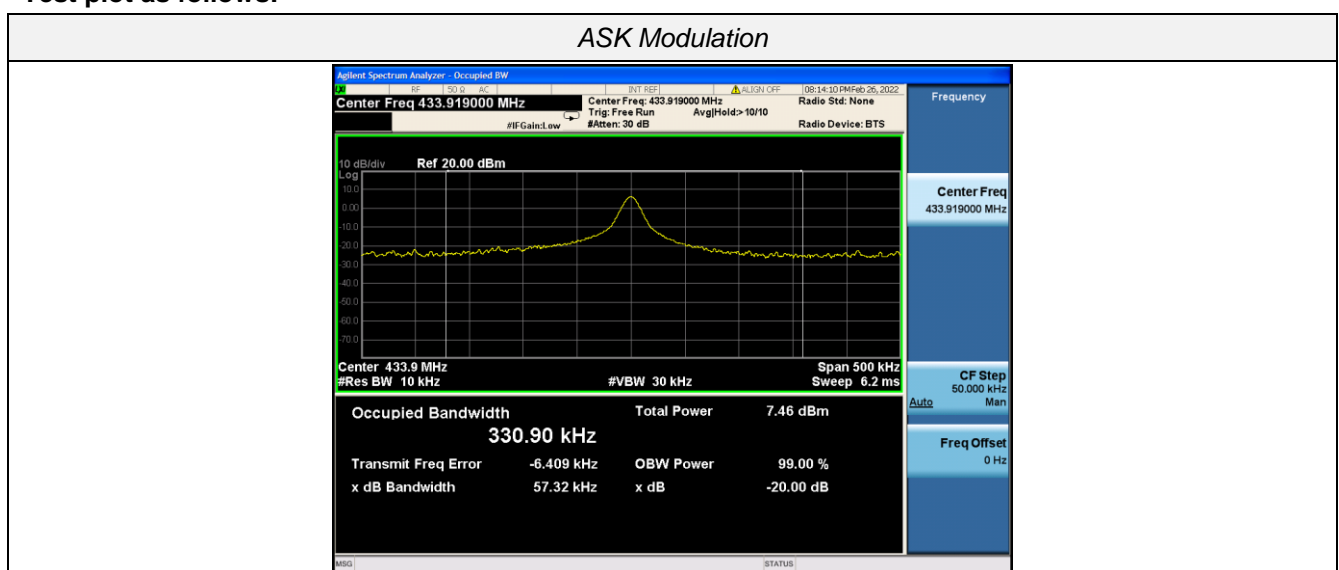 Test plot as follows:
ASK Modulation
Agilent Spectrum Analyzer - Occupied BW
RF 50 Ω AC INT REF ALIGN OFF 08:14:10 PM Feb 26, 2022
Center Freq 433.919000 MHz
Center Freq: 433.919000 MHz
Radio Std: None
Trig: Free Run Avg|Hold:> 10/10
#IFGain:Low
#Atten: 30 dB
Radio Device: BTS
Frequency
10 dB/div Ref 20.00 dBm
Log
10.0
0.00
-10.0
-20.0
-30.0
-40.0
-50.0
-60.0
-70.0
Center 433.9 MHz
Span 500 kHz
#Res BW 10 kHz
#VBW 30 kHz
Sweep 6.2 ms
Center Freq
433.919000 MHz
CF Step
50.000 kHz
Auto Man
Freq Offset
0 Hz
Occupied Bandwidth
Total Power 7.46 dBm
330.90 kHz
Transmit Freq Error -6.409 kHz OBW Power 99.00 %
x dB Bandwidth 57.32 kHz x dB -20.00 dB
MSG STATUS